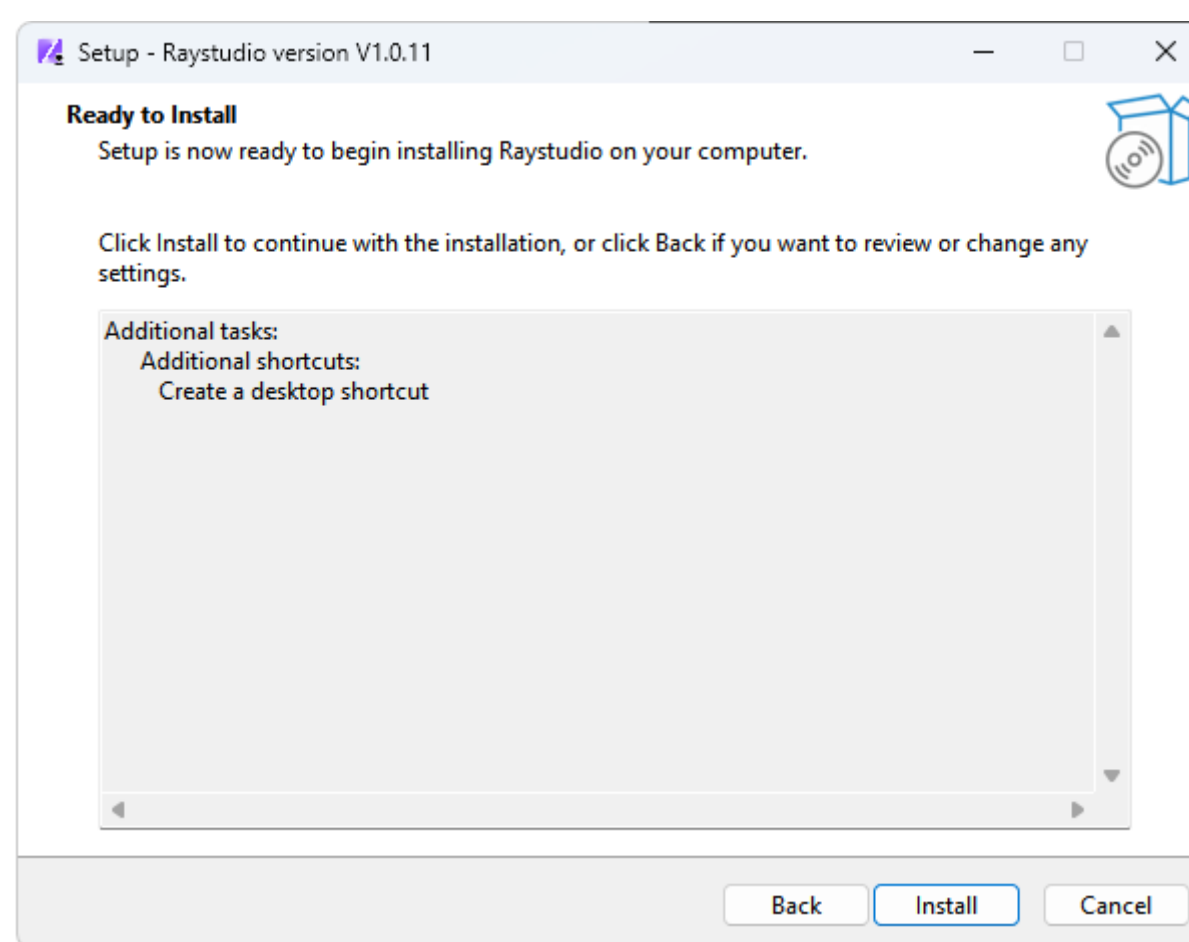 Setup - Raystudio version V1.0.11
Ready to Install
Setup is now ready to begin installing Raystudio on your computer.
Click Install to continue with the installation, or click Back if you want to review or change any
settings.
Additional tasks:
Additional shortcuts:
Create a desktop shortcut
Back
Install
Cancel